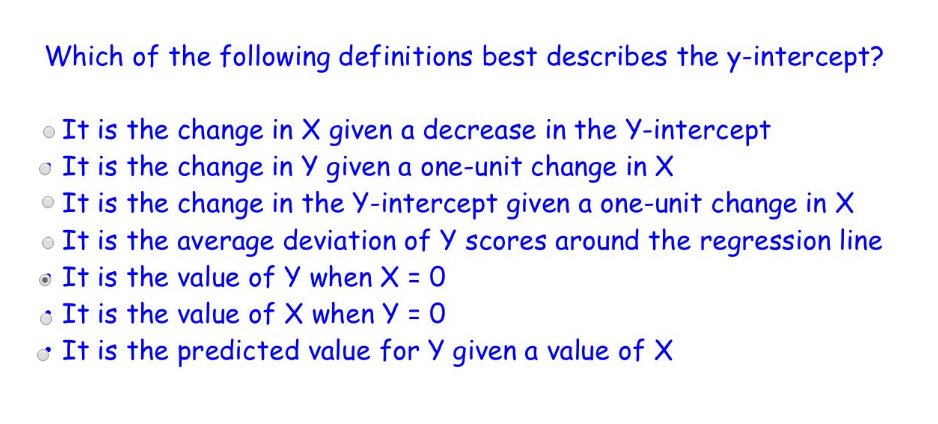 Which of the following definitions best describes the y-intercept?
It is the change in X given a decrease in the Y-intercept
It is the change in Y given a one-unit change in X
It is the change in the Y-intercept given a one-unit change in X
It is the average deviation of Y scores around the regression line
It is the value of Y when X = 0
It is the value of X when Y = 0
It is the predicted value for Y given a value of X